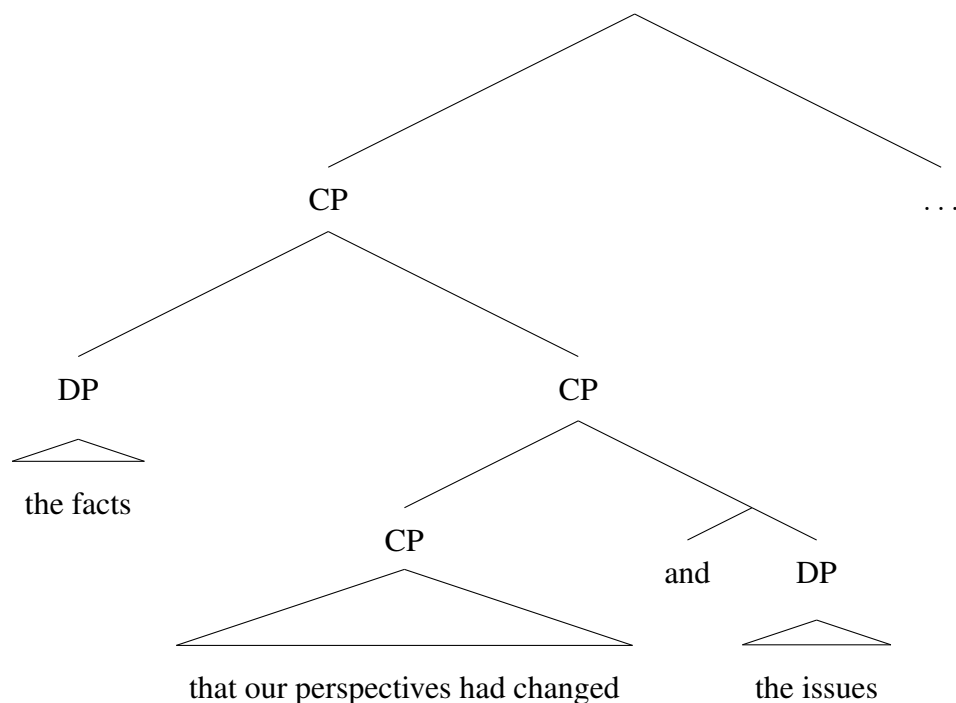 CP
. . .
DP
CP
the facts
CP
and
DP
that our perspectives had changed
the issues